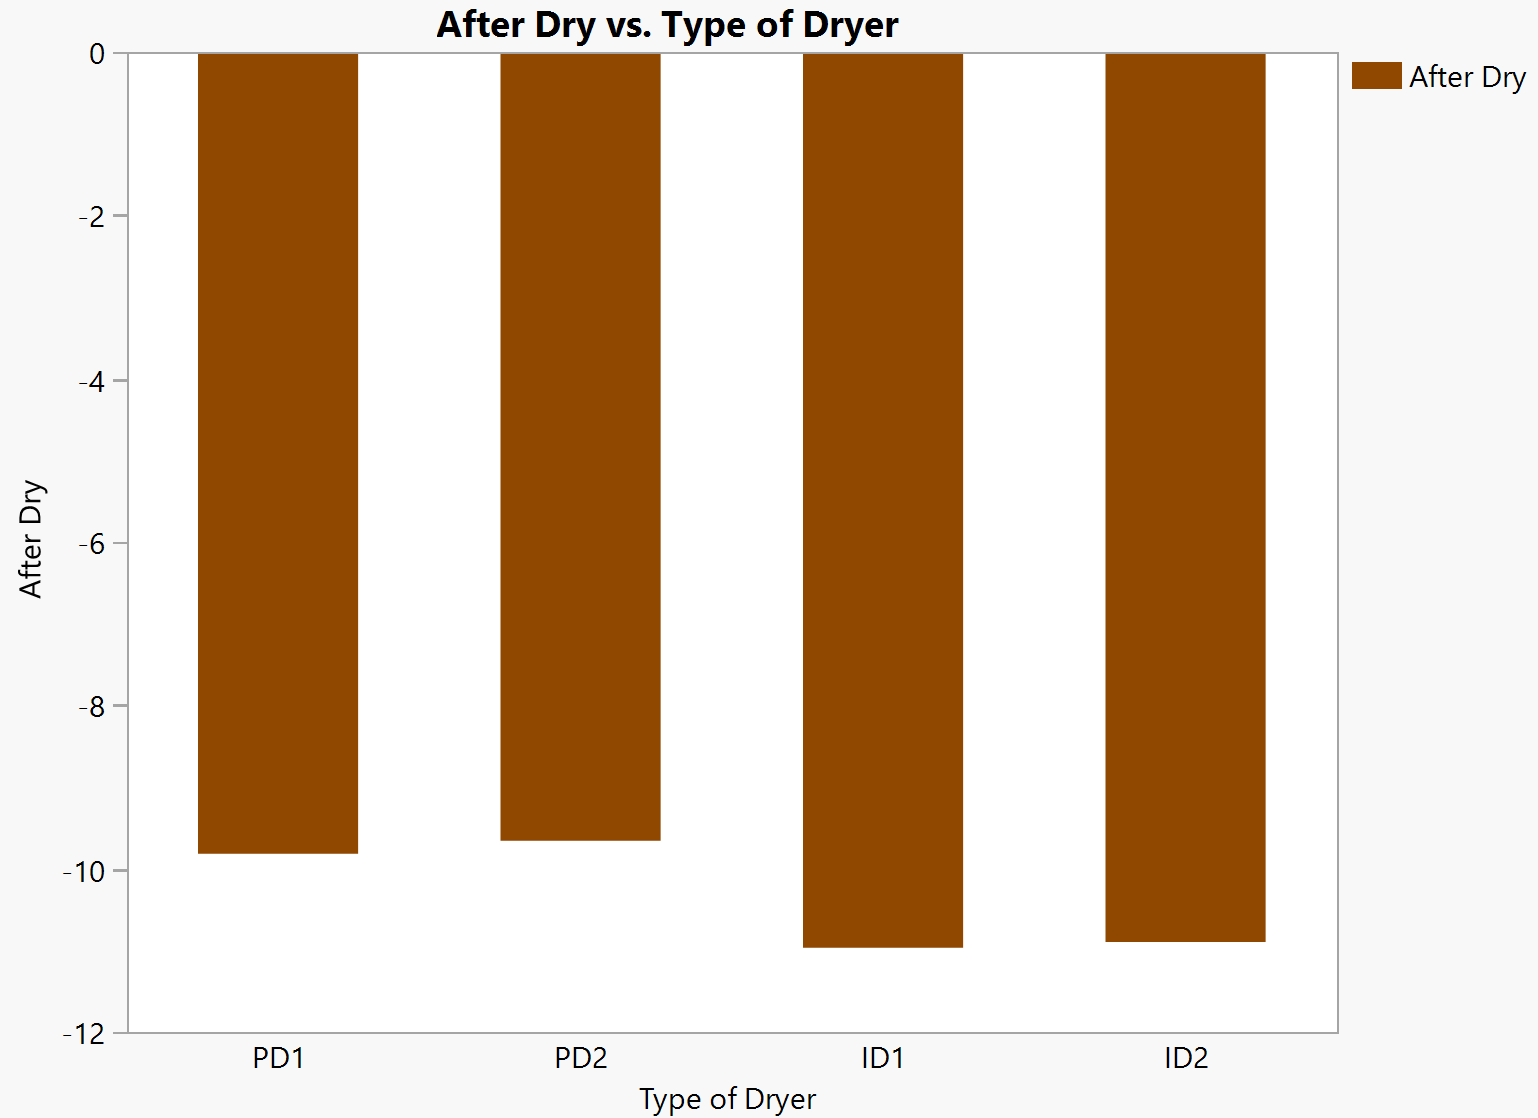 After Dry vs. Type of Dryer
After Dry
0
-2
-4
-6
-8
-10
-12
After Dry
PD1
PD2
ID1
ID2
Type of Dryer